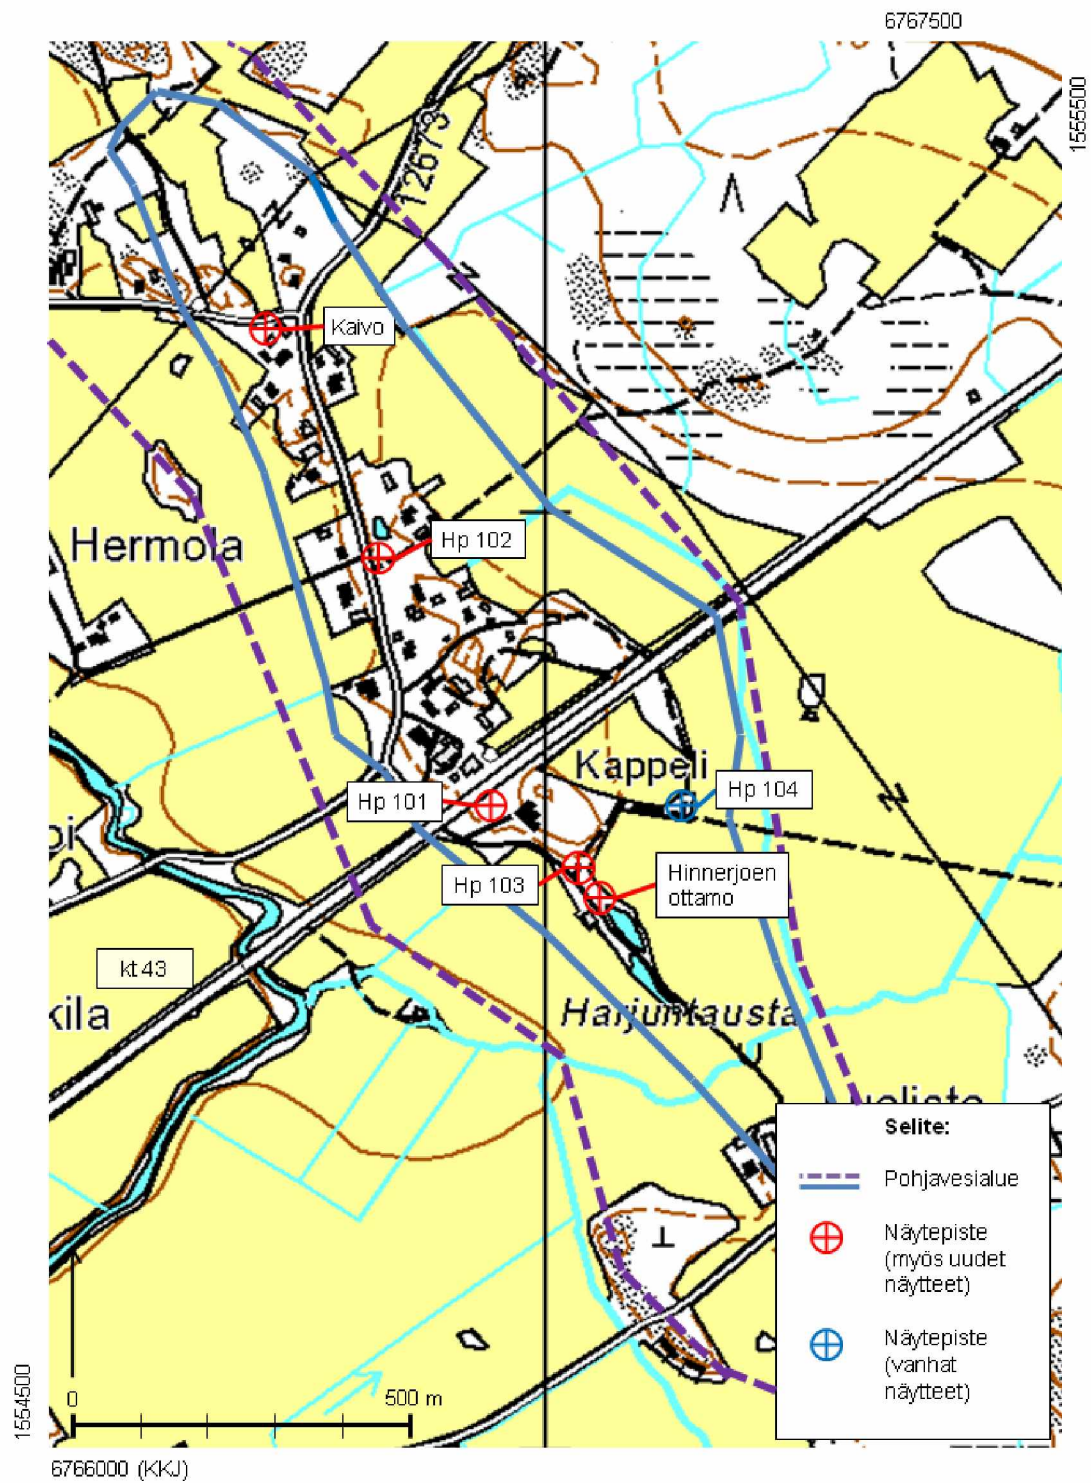 6767500
1555500
12673
Kaivo
Hermola
Hp 102
Kappeli
Hp 101
Hp 104
Hp 103
Hinnerjoen
ottamo
kt 43
kila
Harjuntausta
Selite:
Pohjavesialue
Näytepiste
(myös uudet
näytteet)
Näytepiste
(vanhat
näytteet)
0
500 m
1554500
6766000 (KKJ)